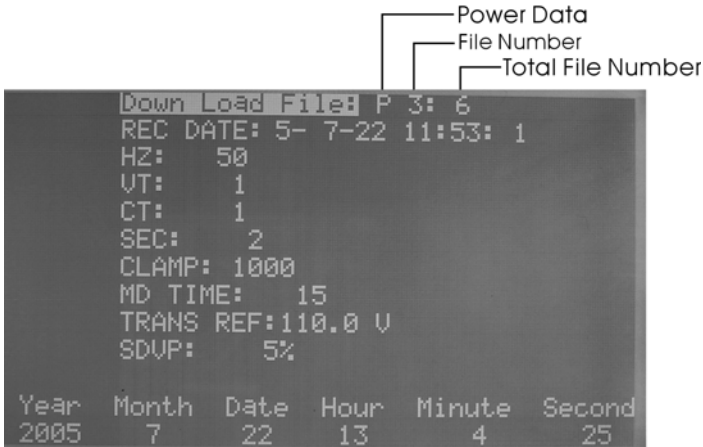 Power Data
File Number
Total File Number
Down Load File: P 3: 6
REC DATE: 5- 7-22 11:53: 1
HZ: 50
VT: 1
CT: 1
SEC: 2
CLAMP: 1000
MD TIME: 15
TRANS REF:110.0 V
SDVP: 5%
Year Month Date Hour Minute Second
2005 7 22 13 4 25